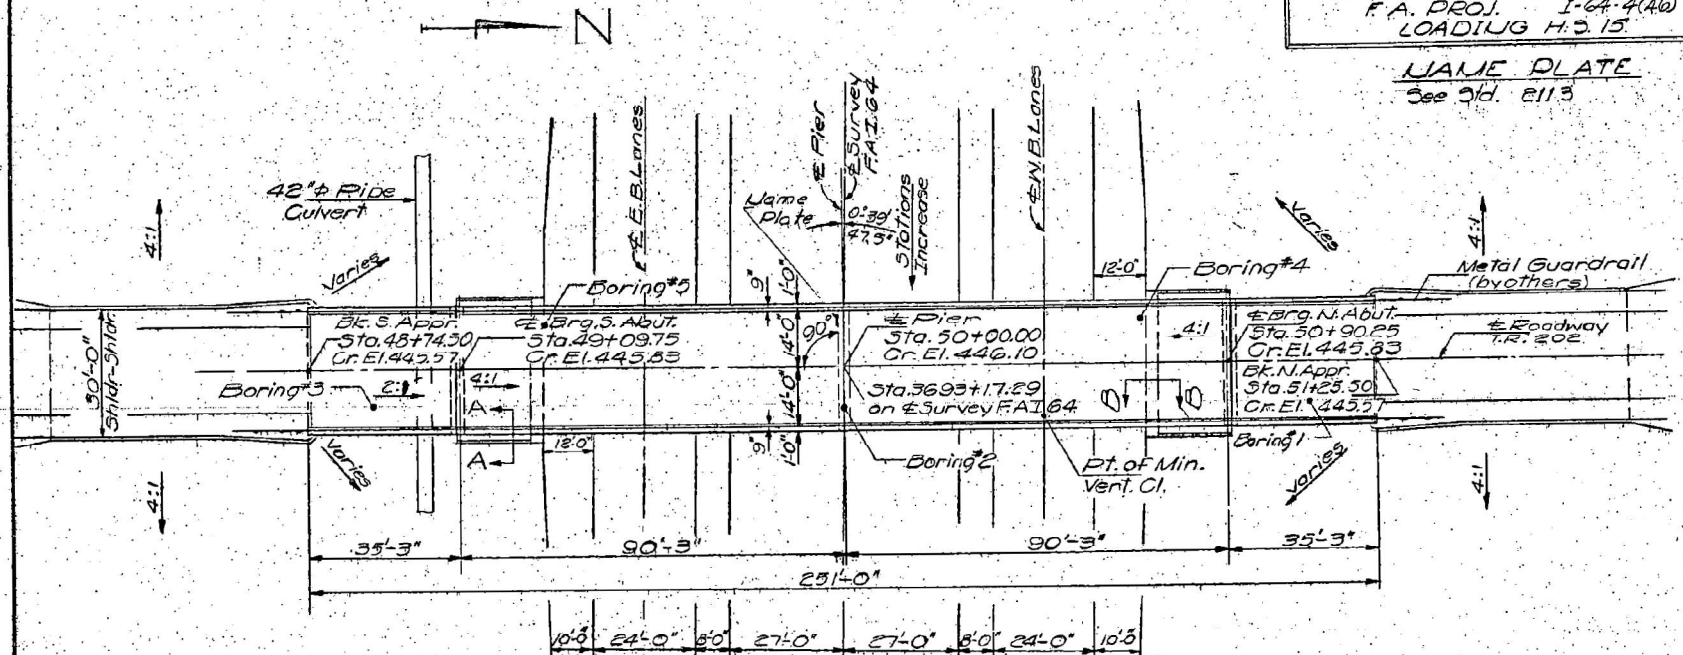 F. A. PROJ. I-64-4(46)
LOADING H.S. 15
NAME PLATE
See Std. 2113
N
42"⌀ Pipe
Culvert
4:1
Varies
℄ E.B. Lanes
Name
Plate
℄ Pier
℄ Survey
F.A.I. 64
0°-39'
47.5"
Stations
Increase
℄ W.B. Lanes
12'-0"
Boring #4
Varies
4:1
Metal Guardrail
(by others)
Boring #5
9"
1'-0"
30'-0"
Shldr-Shldr.
Bk. S. Appr.
Sta. 48+74.50
Gr. El. 445.57
℄ Brg. S. Abut.
Sta. 49+09.75
Gr. El. 445.83
14'-0"
90°
℄ Pier
Sta. 50+00.00
Gr. El. 446.10
4:1
℄ Brg. N. Abut.
Sta. 50+90.25
Gr. El. 445.83
℄ Roadway
T.R. 202
Bk. N. Appr.
Sta. 51+25.50
Gr. El. 445.57
Boring #3
2:1
4:1
A
14'-0"
Sta. 3693+17.29
on ℄ Survey F.A.I. 64
B
B
Boring #1
A
12'-0"
9"
1'-0"
Boring #2
Pt. of Min.
Vert. Cl.
Varies
4:1
Varies
4:1
35'-3"
90'-3"
90'-3"
35'-3"
251'-0"
10'-0"
24'-0"
8'-0"
27'-0"
27'-0"
8'-0"
24'-0"
10'-0"